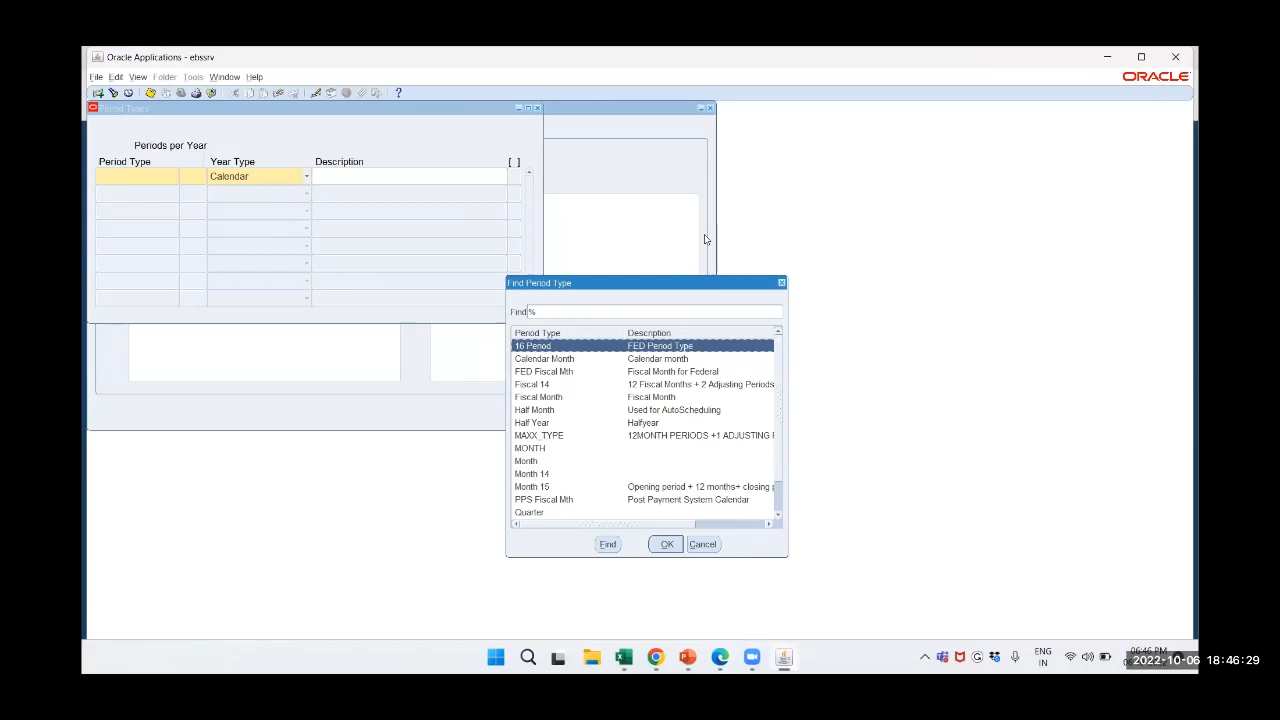 Oracle Applications - ebssrv
File Edit View Folder Tools Window Help
ORACLE
Period Types
Periods per Year
Period Type Year Type Description [ ]
Calendar
Find Period Type
Find %
Period Type Description
16 Period FED Period Type
Calendar Month Calendar month
FED Fiscal Mth Fiscal Month for Federal
Fiscal 14 12 Fiscal Months + 2 Adjusting Periods
Fiscal Month Fiscal Month
Half Month Used for AutoScheduling
Half Year Halfyear
MAXX_TYPE 12MONTH PERIODS +1 ADJUSTING
MONTH
Month
Month 14
Month 15 Opening period + 12 months+ closing
PPS Fiscal Mth Post Payment System Calendar
Quarter
Find OK Cancel
ENG
IN
06:46 PM
2022-10-06 18:46:29